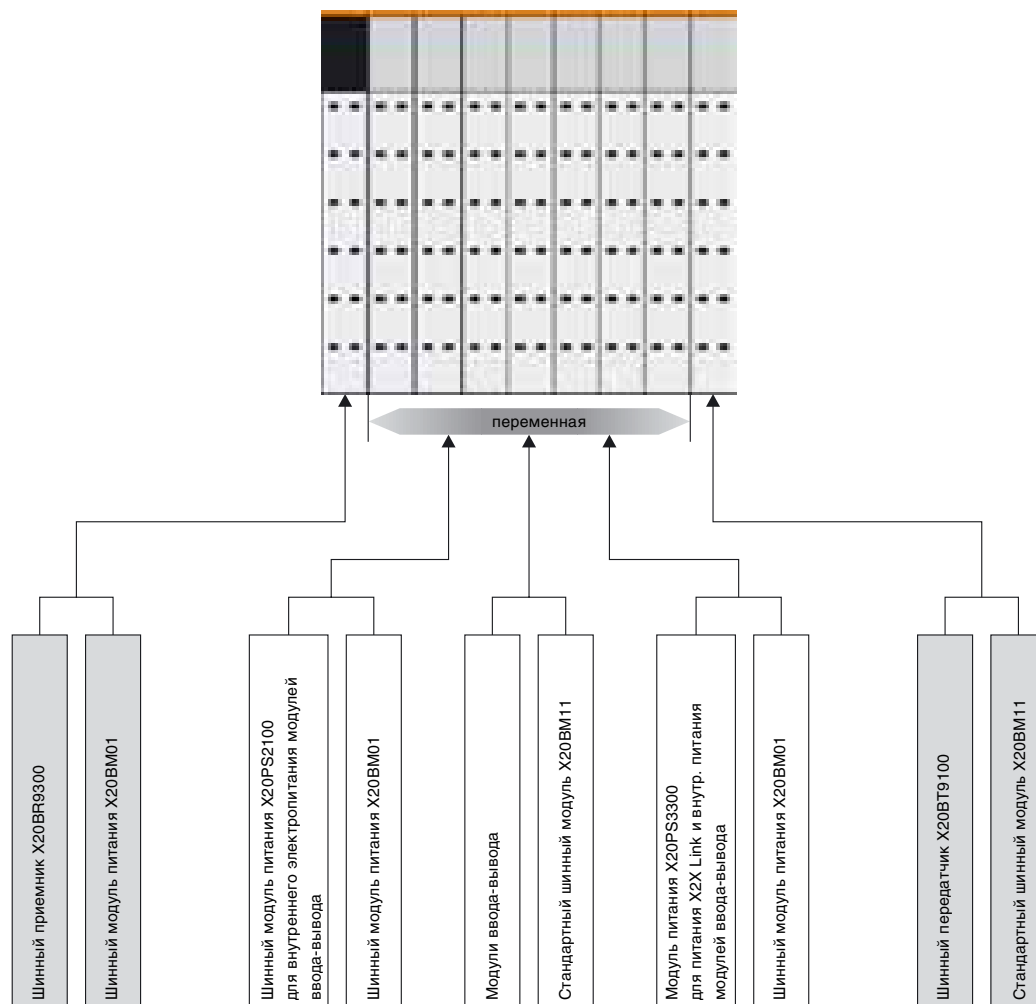 переменная
Шинный приемник X20BR9300
Шинный модуль питания X20BM01
Шинный модуль питания X20PS2100
для внутреннего электропитания модулей
ввода-вывода
Шинный модуль питания X20BM01
Модули ввода-вывода
Стандартный шинный модуль X20BM11
Модуль питания X20PS3300
для питания X2X Link и внутр. питания
модулей ввода-вывода
Шинный модуль питания X20BM01
Шинный передатчик X20BT9100
Стандартный шинный модуль X20BM11